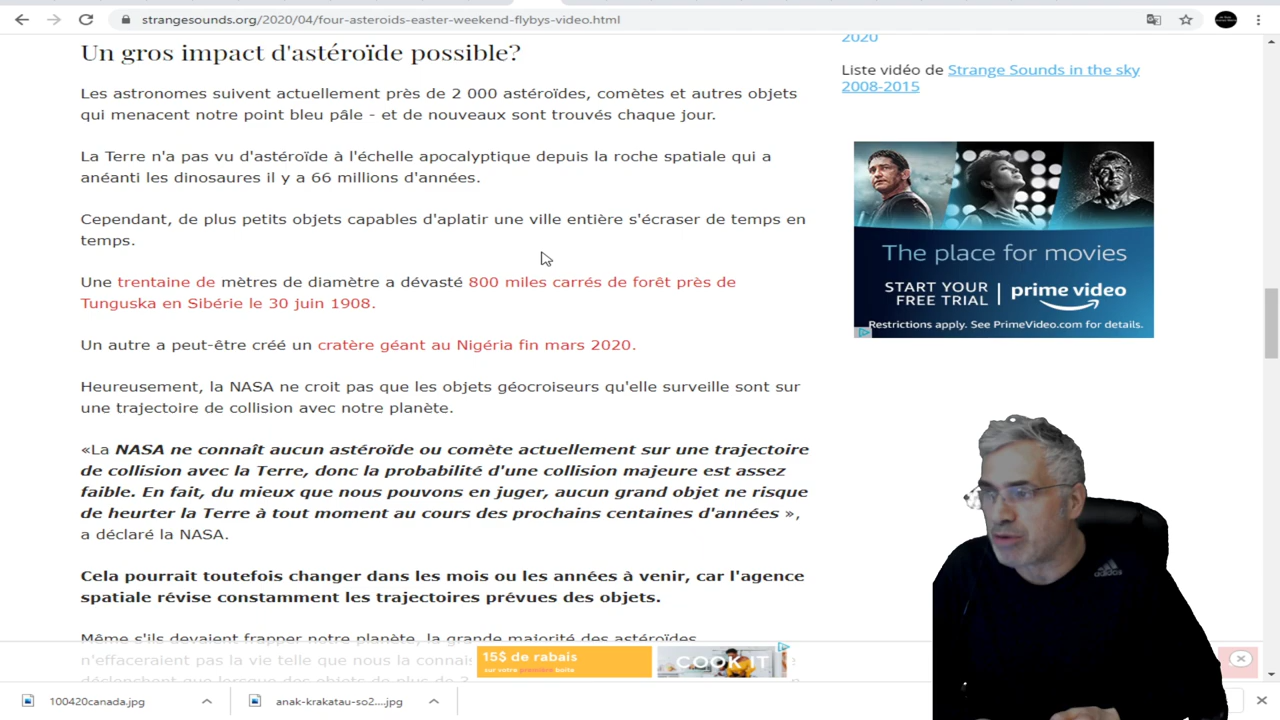 strangesounds.org/2020/04/four-asteroids-easter-weekend-flybys-video.html
Un gros impact d'astéroïde possible?
Les astronomes suivent actuellement près de 2 000 astéroïdes, comètes et autres objets
qui menacent notre point bleu pâle - et de nouveaux sont trouvés chaque jour.
La Terre n'a pas vu d'astéroïde à l'échelle apocalyptique depuis la roche spatiale qui a
anéanti les dinosaures il y a 66 millions d'années.
Cependant, de plus petits objets capables d'aplatir une ville entière s'écraser de temps en
temps.
Une trentaine de mètres de diamètre a dévasté 800 miles carrés de forêt près de
Tunguska en Sibérie le 30 juin 1908.
Un autre a peut-être créé un cratère géant au Nigéria fin mars 2020.
Heureusement, la NASA ne croit pas que les objets géocroiseurs qu'elle surveille sont sur
une trajectoire de collision avec notre planète.
«La NASA ne connaît aucun astéroïde ou comète actuellement sur une trajectoire
de collision avec la Terre, donc la probabilité d'une collision majeure est assez
faible. En fait, du mieux que nous pouvons en juger, aucun grand objet ne risque
de heurter la Terre à tout moment au cours des prochains centaines d'années »,
a déclaré la NASA.
Cela pourrait toutefois changer dans les mois ou les années à venir, car l'agence
spatiale révise constamment les trajectoires prévues des objets.
Même s'ils devaient frapper notre planète, la grande majorité des astéroïdes
n'effaceraient pas la vie telle que nous la connais
2020
Liste vidéo de Strange Sounds in the sky
2008-2015
The place for movies
START YOUR
FREE TRIAL | prime video
Restrictions apply. See PrimeVideo.com for details.
adidas
15$ de rabais
sur votre première boîte
COOK IT
100420canada.jpg
anak-krakatau-so2....jpg